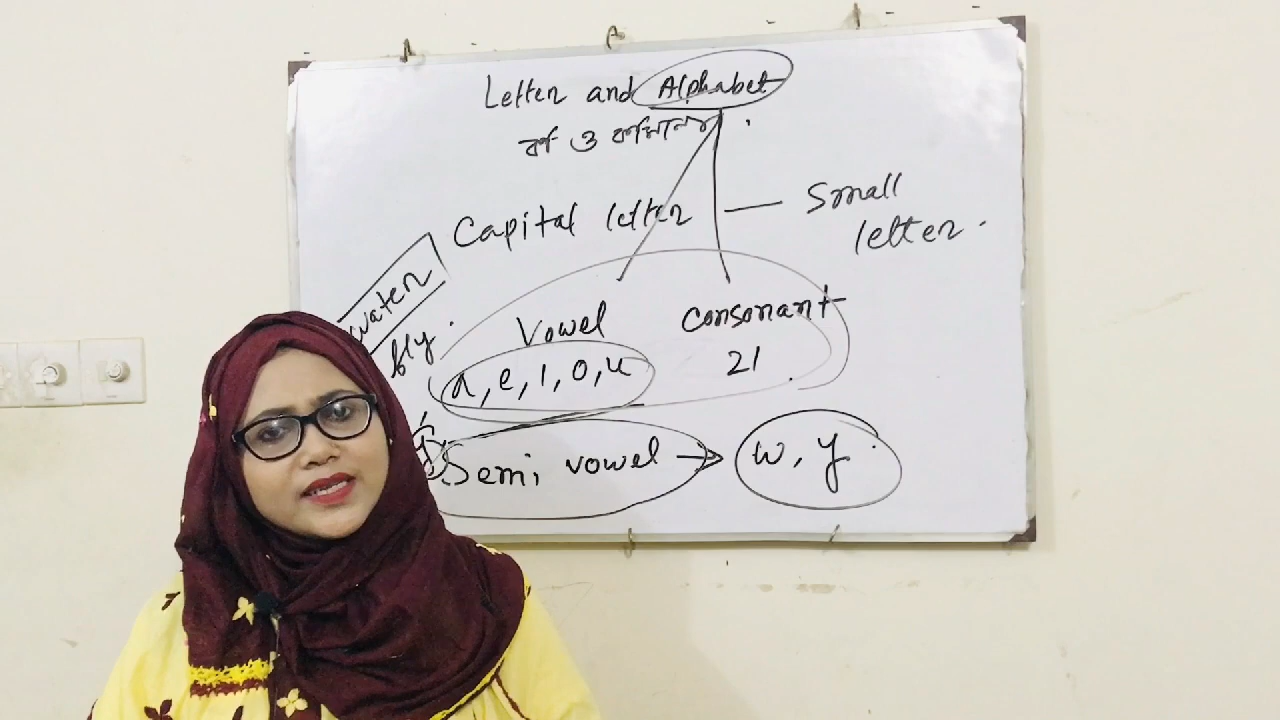 Letter and Alphabet
বর্ণ ও বর্ণমালা.
Capital letter
Small
letter.
water
fly.
Vowel
Consonant
a, e, i, o, u
21
Semi vowel → w, y